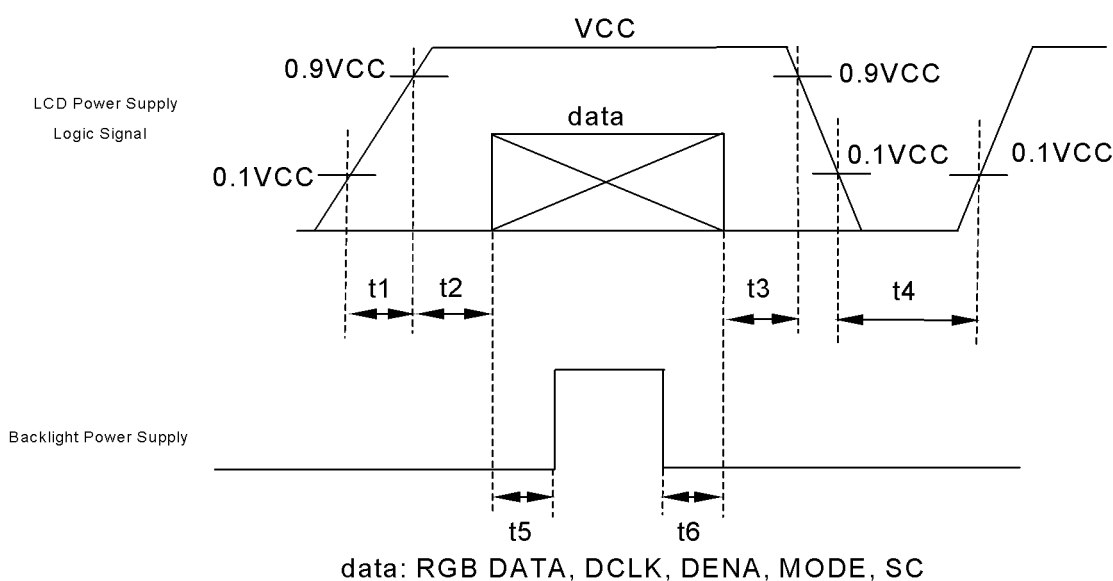 VCC
0.9VCC
0.9VCC
LCD Power Supply
Logic Signal
data
0.1VCC
0.1VCC
0.1VCC
t1
t2
t3
t4
Backlight Power Supply
t5
t6
data: RGB DATA, DCLK, DENA, MODE, SC